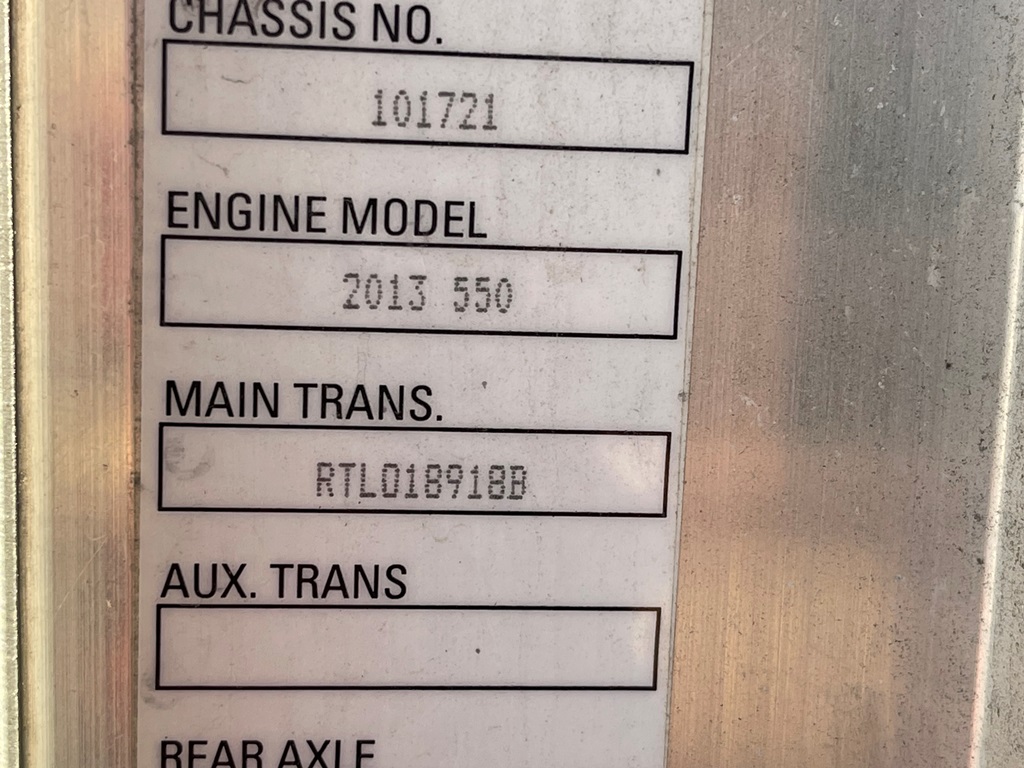 CHASSIS NO.
101721
ENGINE MODEL
2013 550
MAIN TRANS.
RTLO18918B
AUX. TRANS
REAR AXLE